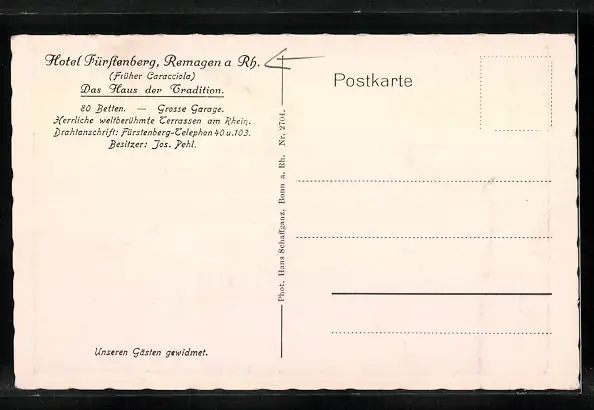 Hotel Fürstenberg, Remagen a Rh.
(Früher Caracciola)
Das Haus der Tradition.
80 Betten. — Grosse Garage.
Herrliche weltberühmte Terrassen am Rhein.
Drahtanschrift: Fürstenberg-Telephon 40 u. 103.
Besitzer: Jos. Pehl.
Unseren Gästen gewidmet.
Phot. Hans Schaffganz, Bonn a. Rh. Nr. 2704.
Postkarte